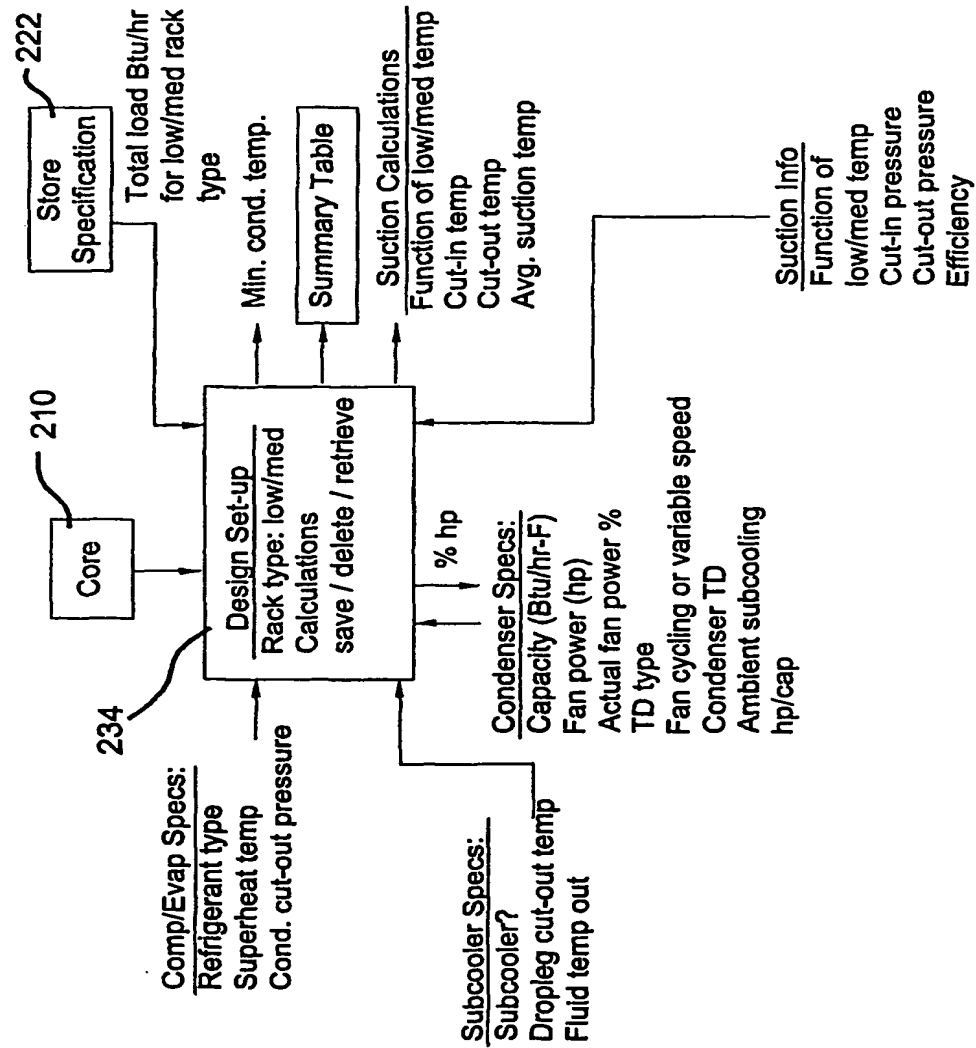 222
Store
Specification
Total load Btu/hr
for low/med rack
type
210
Core
234
Design Set-up
Rack type: low/med
Calculations
save / delete / retrieve
Min. cond. temp.
Summary Table
Suction Calculations
Function of low/med temp
Cut-in temp
Cut-out temp
Avg. suction temp
Comp/Evap Specs:
Refrigerant type
Superheat temp
Cond. cut-out pressure
% hp
Condenser Specs:
Capacity (Btu/hr-F)
Fan power (hp)
Actual fan power %
TD type
Fan cycling or variable speed
Condenser TD
Ambient subcooling
hp/cap
Subcooler Specs:
Subcooler?
Dropleg cut-out temp
Fluid temp out
Suction Info
Function of
low/med temp
Cut-in pressure
Cut-out pressure
Efficiency